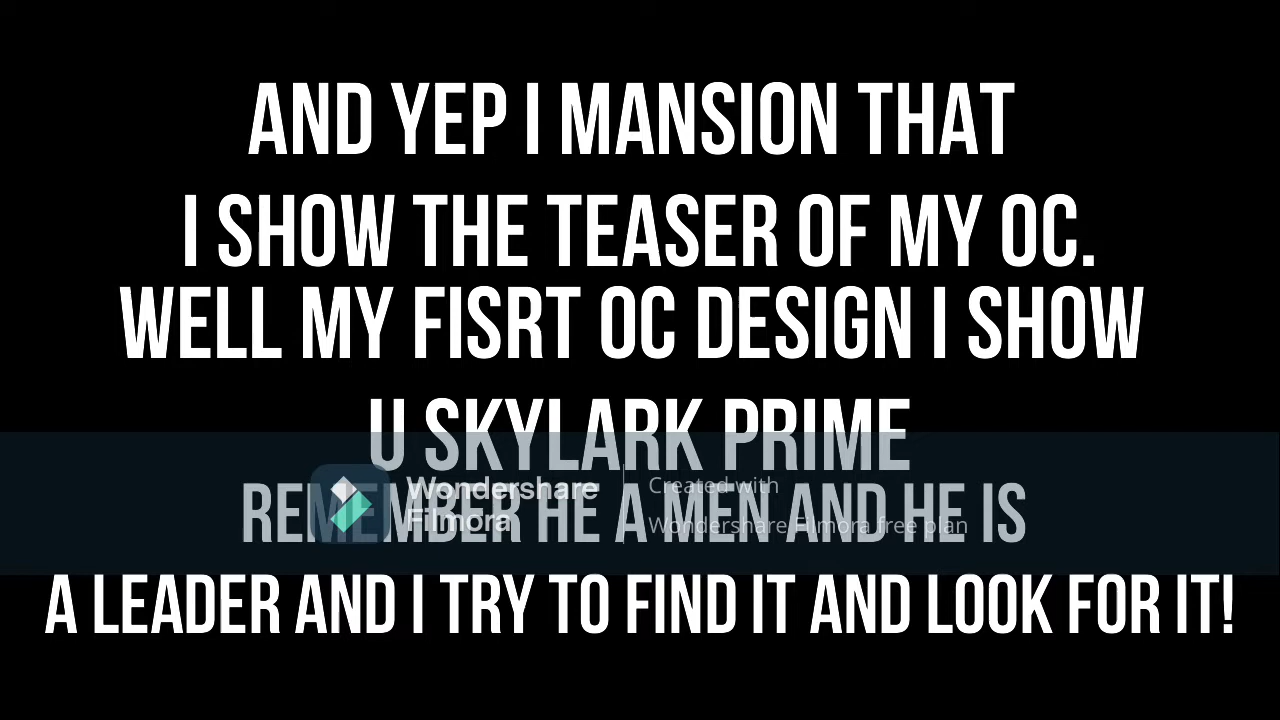 AND YEP I MANSION THAT
I SHOW THE TEASER OF MY OC.
WELL MY FISRT OC DESIGN I SHOW
U SKYLARK PRIME
REMEMBER HE A MEN AND HE IS
Wondershare
Filmora
Created with
Wondershare Filmora free plan
A LEADER AND I TRY TO FIND IT AND LOOK FOR IT!